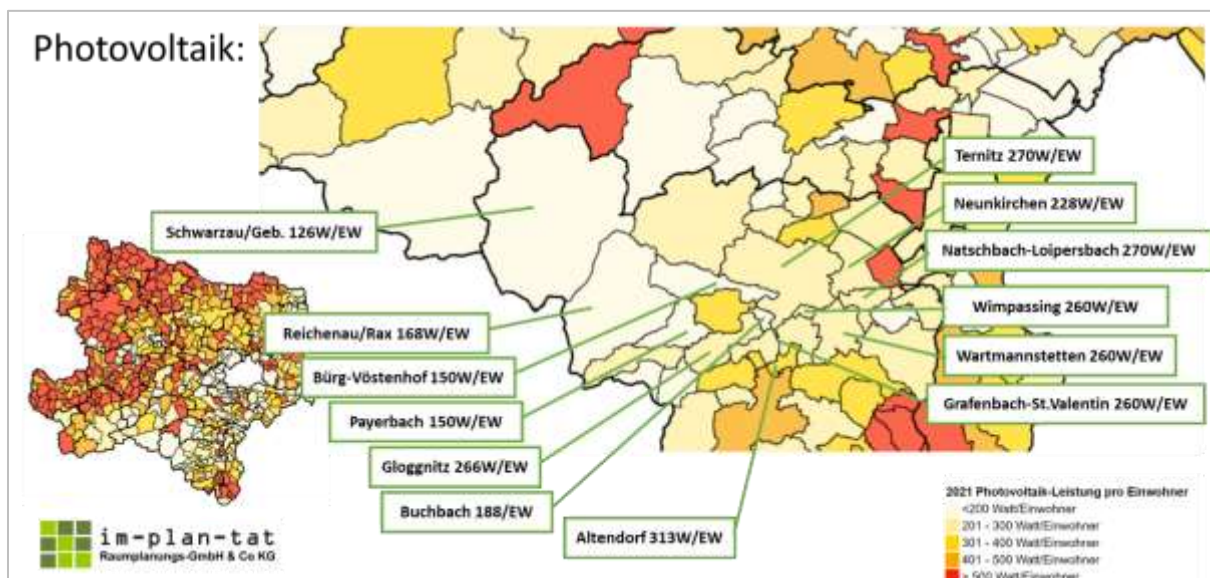 Photovoltaik:
Ternitz 270W/EW
Neunkirchen 228W/EW
Schwarzau/Geb. 126W/EW
Natschbach-Loipersbach 270W/EW
Wimpassing 260W/EW
Reichenau/Rax 168W/EW
Wartmannstetten 260W/EW
Bürg-Vöstenhof 150W/EW
Grafenbach-St.Valentin 260W/EW
Payerbach 150W/EW
Gloggnitz 266W/EW
Buchbach 188/EW
Altendorf 313W/EW
2021 Photovoltaik-Leistung pro Einwohner
<200 Watt/Einwohner
201 - 300 Watt/Einwohner
301 - 400 Watt/Einwohner
401 - 500 Watt/Einwohner
> 500 Watt/Einwohner
im-plan-tat
Raumplanungs-GmbH & Co KG